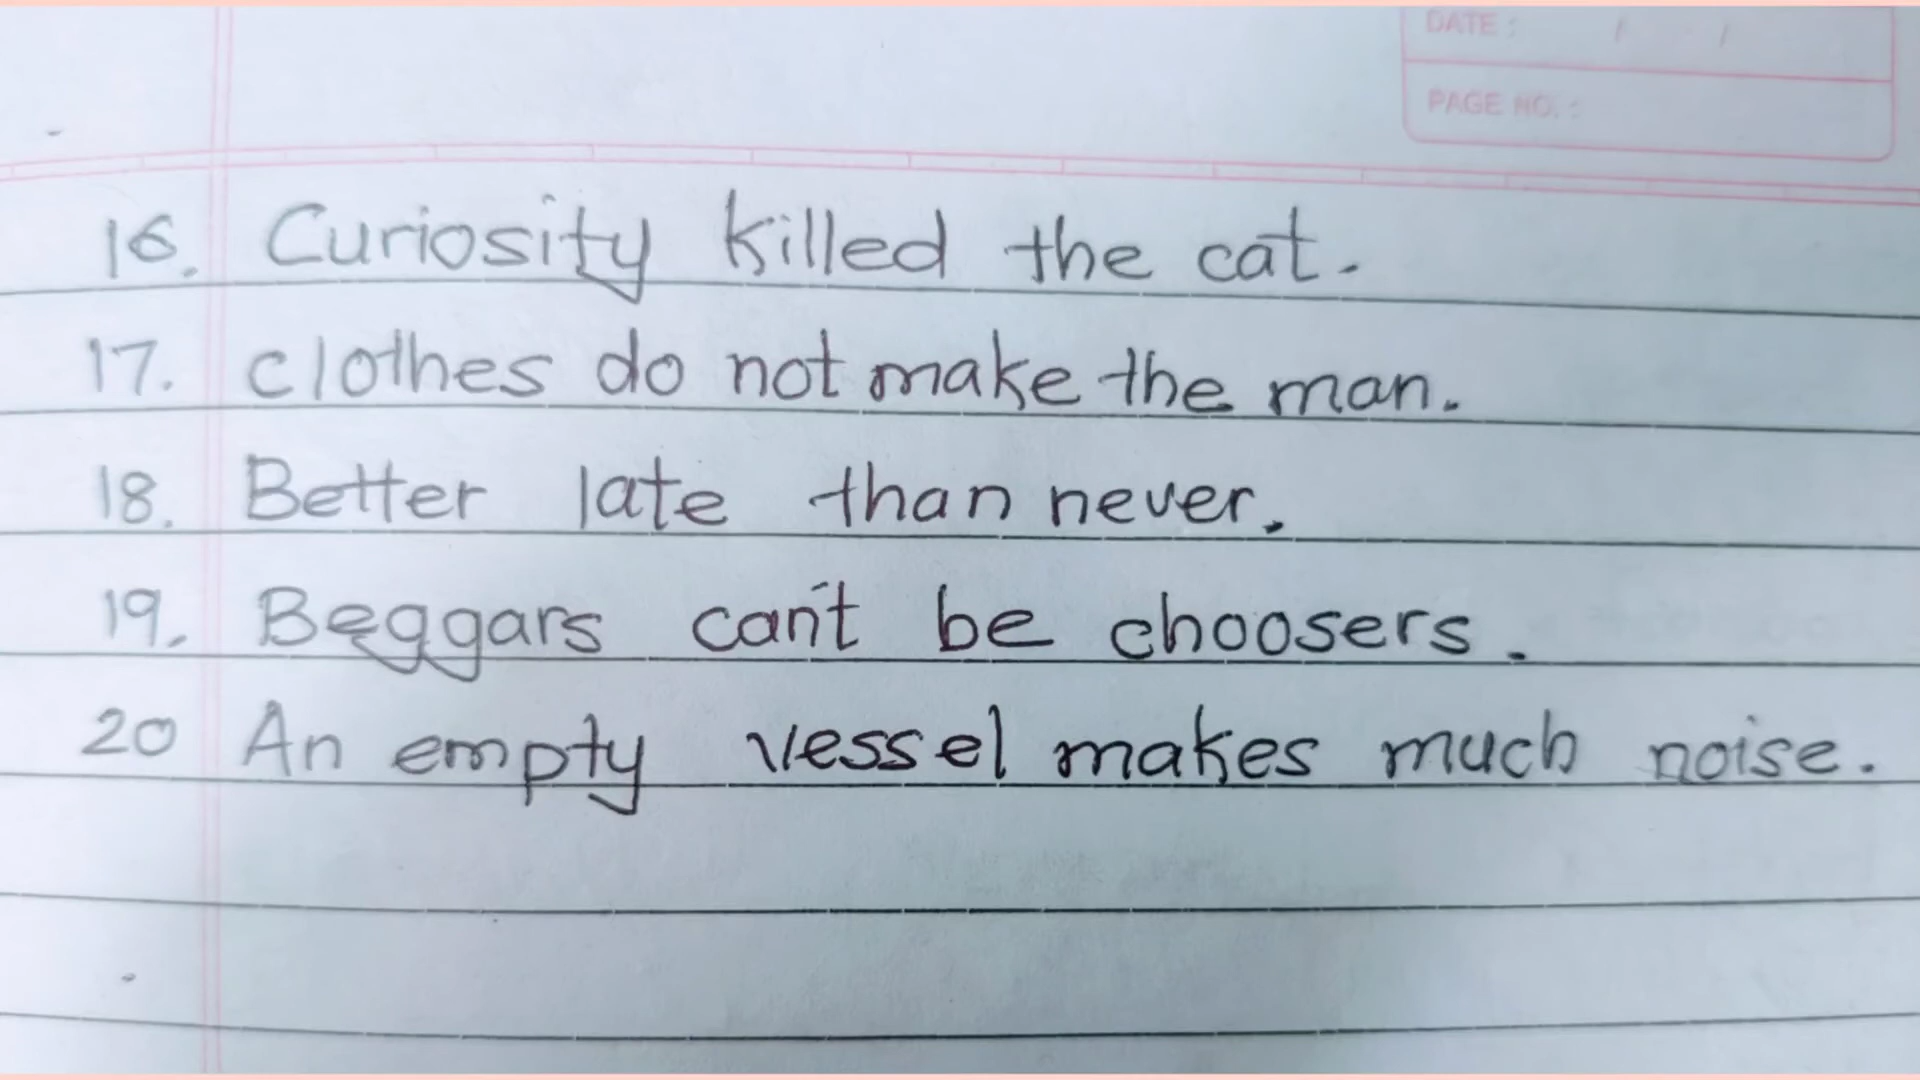 DATE : / /
PAGE NO. :
16. Curiosity killed the cat.
17. clothes do not make the man.
18. Better late than never.
19. Beggars can't be choosers.
20 An empty vessel makes much noise.